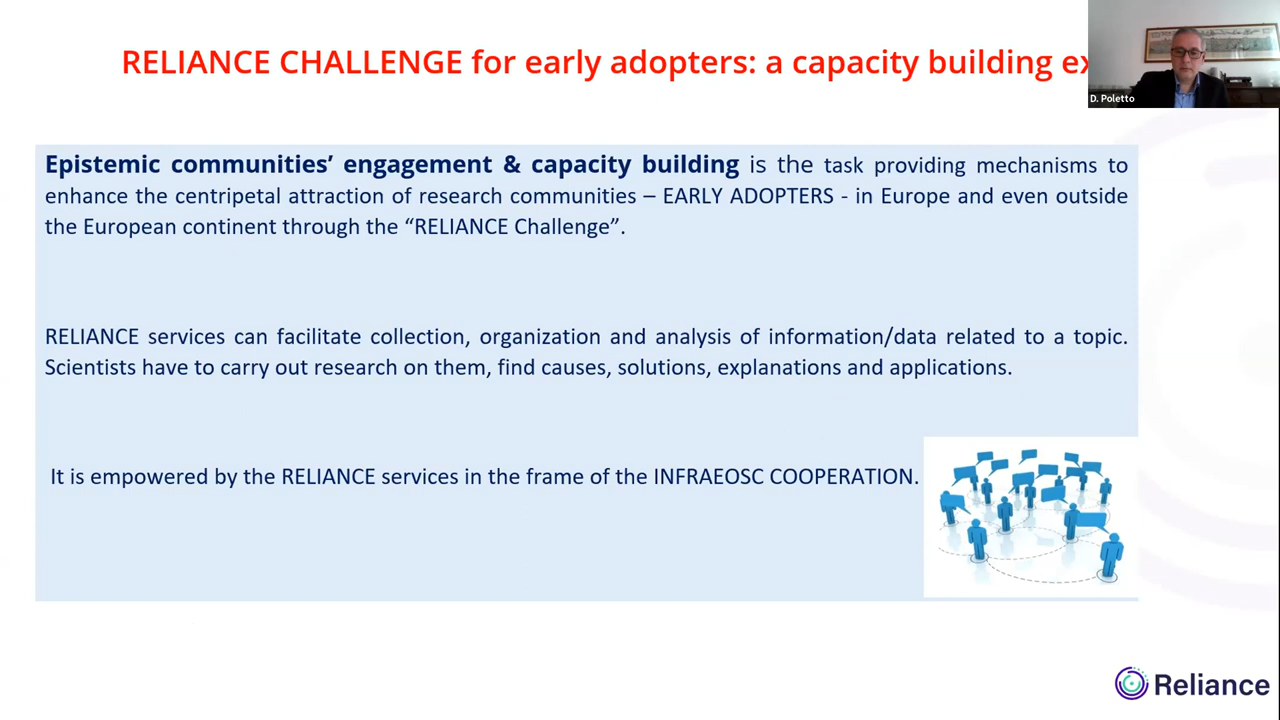 RELIANCE CHALLENGE for early adopters: a capacity building ex
D. Poletto
Epistemic communities’ engagement & capacity building is the task providing mechanisms to
enhance the centripetal attraction of research communities – EARLY ADOPTERS - in Europe and even outside
the European continent through the “RELIANCE Challenge”.
RELIANCE services can facilitate collection, organization and analysis of information/data related to a topic.
Scientists have to carry out research on them, find causes, solutions, explanations and applications.
It is empowered by the RELIANCE services in the frame of the INFRAEOSC COOPERATION.
Reliance